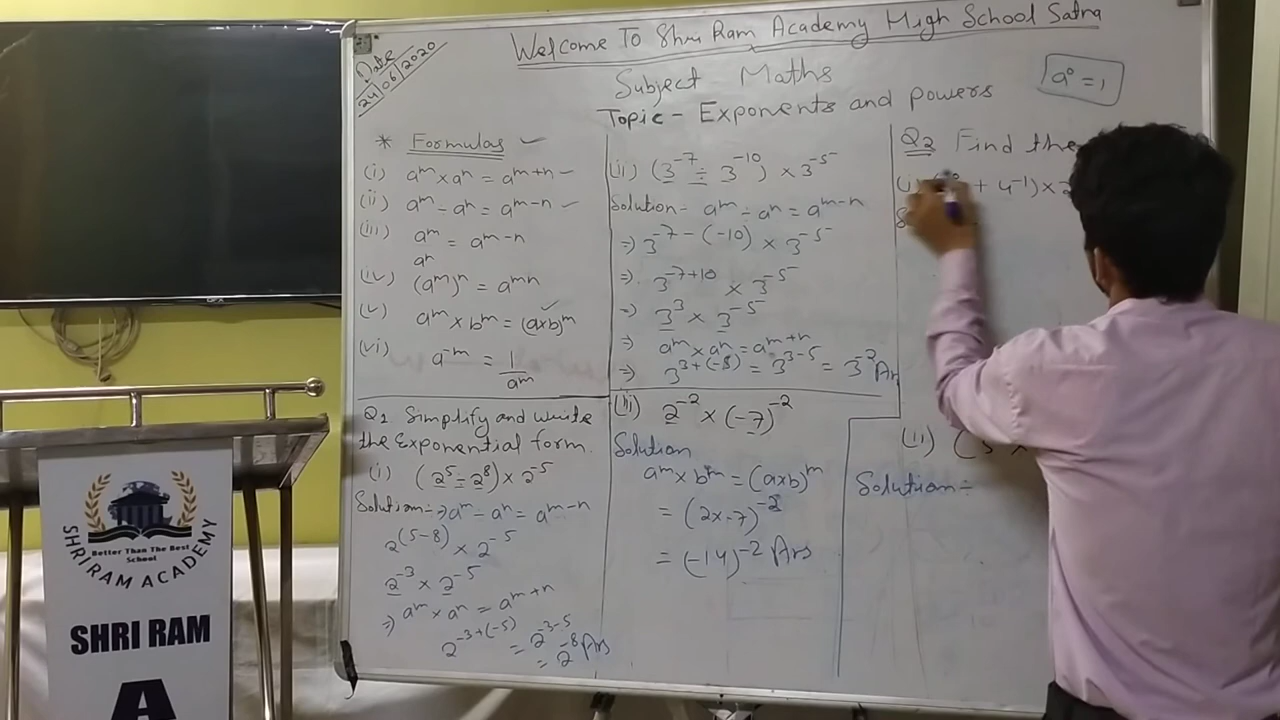 Date
24/06/2020
Welcome To Shri Ram Academy High School Satna
Subject Maths
Topic - Exponents and powers
a⁰ = 1
* Formulas
(i) aᵐ × aⁿ = aᵐ⁺ⁿ
(ii) aᵐ ÷ aⁿ = aᵐ⁻ⁿ
(iii) aᵐ/aⁿ = aᵐ⁻ⁿ
(iv) (aᵐ)ⁿ = aᵐⁿ
(v) aᵐ × bᵐ = (a×b)ᵐ
(vi) a⁻ᵐ = 1/aᵐ
Q1 Simplify and write
the Exponential form.
(i) (2⁵ ÷ 2⁸) × 2⁻⁵
Solution ⇒ aᵐ ÷ aⁿ = aᵐ⁻ⁿ
2⁽⁵⁻⁸⁾ × 2⁻⁵
2⁻³ × 2⁻⁵
⇒ aᵐ × aⁿ = aᵐ⁺ⁿ
2⁻³⁺⁽⁻⁵⁾ = 2⁻³⁻⁵
= 2⁻⁸ Ans
(ii) (3⁻⁷ ÷ 3⁻¹⁰) × 3⁻⁵
Solution - aᵐ ÷ aⁿ = aᵐ⁻ⁿ
⇒ 3⁻⁷⁻⁽⁻¹⁰⁾ × 3⁻⁵
⇒ 3⁻⁷⁺¹⁰ × 3⁻⁵
⇒ 3³ × 3⁻⁵
⇒ aᵐ × aⁿ = aᵐ⁺ⁿ
⇒ 3³⁺⁽⁻⁵⁾ = 3³⁻⁵ = 3⁻² An
(iii) 2⁻² × (-7)⁻²
Solution
aᵐ × bᵐ = (a×b)ᵐ
= (2×-7)⁻²
= (-14)⁻² Ans
Q2 Find the
+ 4⁻¹) ×
(ii) (
Solution ÷
Better Than The Best
School
SHRIRAM ACADEMY
SHRI RAM
A